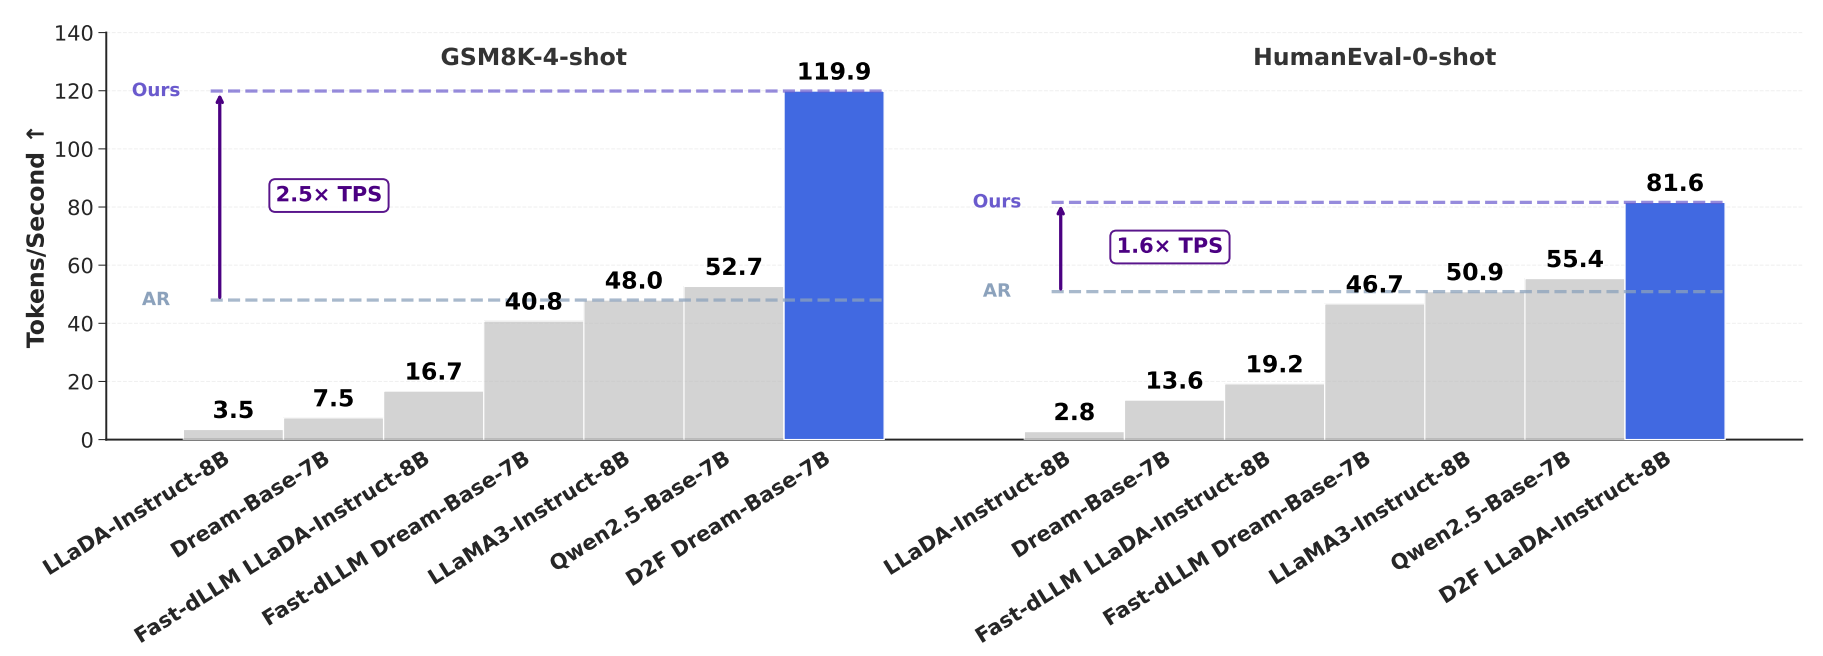 Tokens/Second ↑
140
120
100
80
60
40
20
0
GSM8K-4-shot
Ours
AR
2.5× TPS
3.5
7.5
16.7
40.8
48.0
52.7
119.9
LLaDA-Instruct-8B
Dream-Base-7B
Fast-dLLM LLaDA-Instruct-8B
Fast-dLLM Dream-Base-7B
LLaMA3-Instruct-8B
Qwen2.5-Base-7B
D2F Dream-Base-7B
HumanEval-0-shot
Ours
AR
1.6× TPS
2.8
13.6
19.2
46.7
50.9
55.4
81.6
LLaDA-Instruct-8B
Dream-Base-7B
Fast-dLLM LLaDA-Instruct-8B
Fast-dLLM Dream-Base-7B
LLaMA3-Instruct-8B
Qwen2.5-Base-7B
D2F LLaDA-Instruct-8B